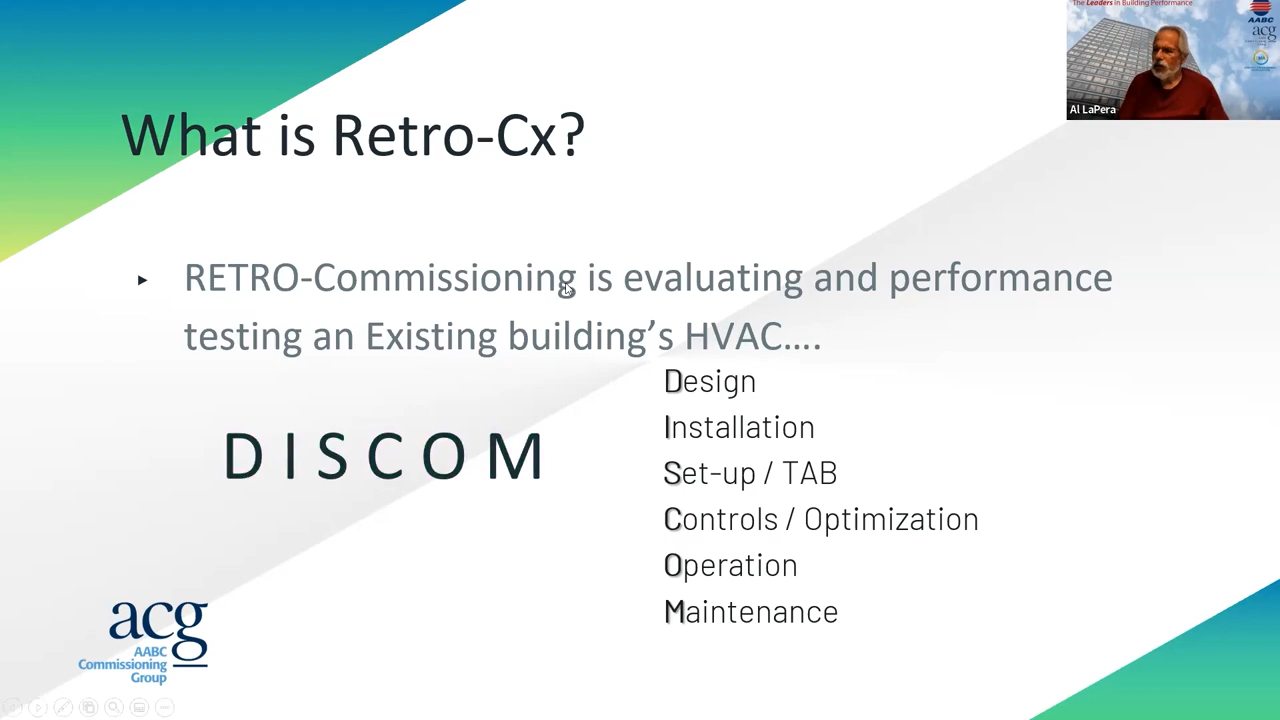 The Leaders in Building Performance
AABC
acg
Al LaPera
What is Retro-Cx?
RETRO-Commissioning is evaluating and performance
testing an Existing building’s HVAC....
Design
Installation
DISCOM
Set-up / TAB
Controls / Optimization
Operation
Maintenance
acg
AABC
Commissioning
Group